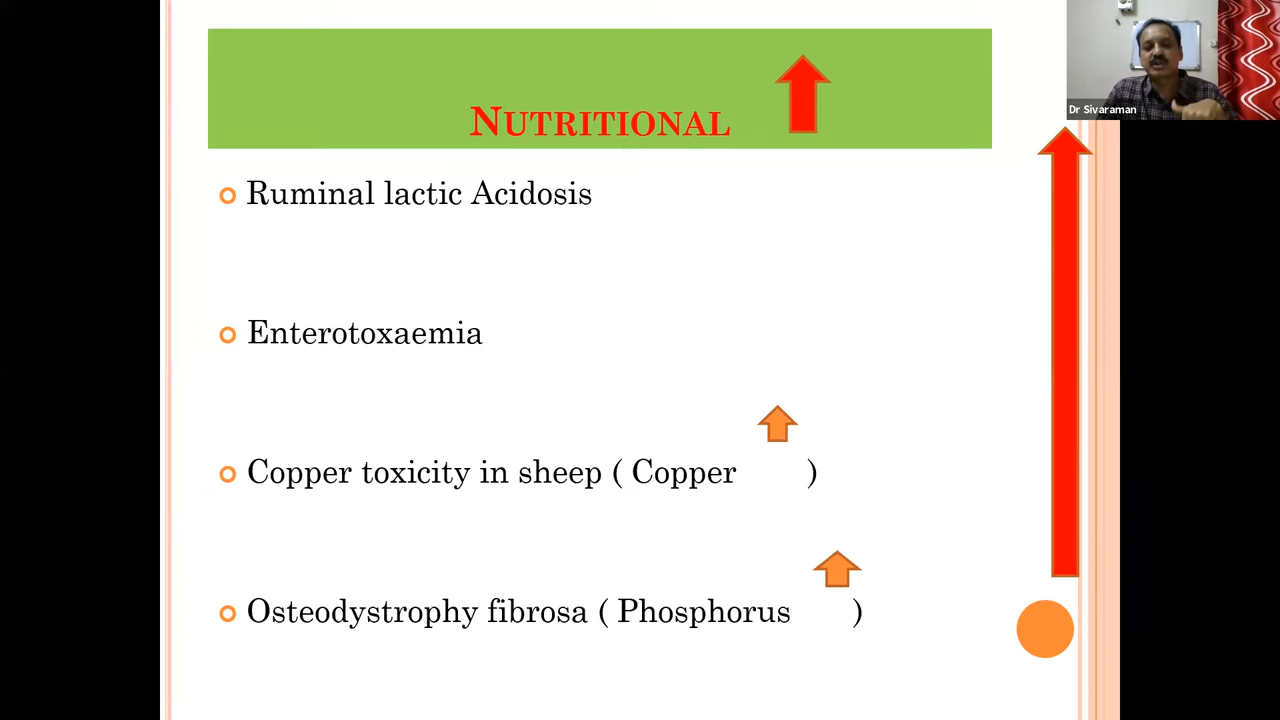 NUTRITIONAL
Dr Sivaraman
Ruminal lactic Acidosis
Enterotoxaemia
Copper toxicity in sheep ( Copper )
Osteodystrophy fibrosa ( Phosphorus )